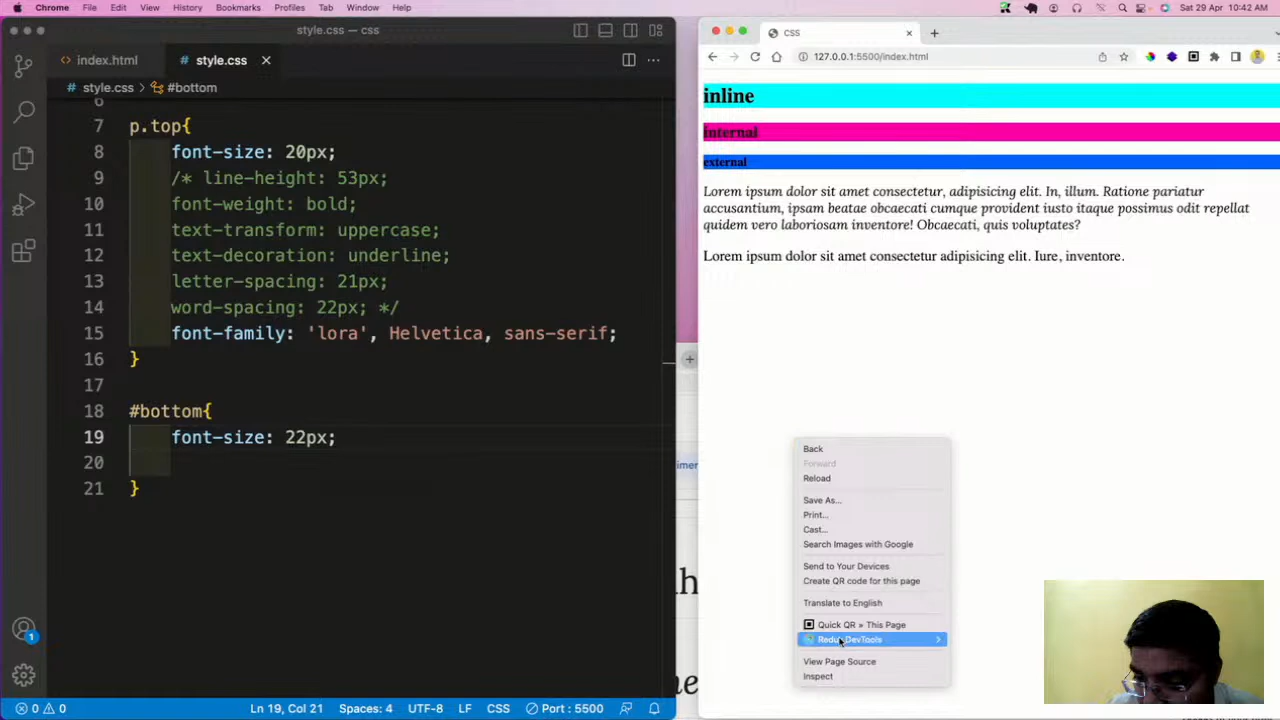 Chrome File Edit View History Bookmarks Profiles Tab Window Help
Sat 29 Apr 10:42 AM
style.css — css
index.html
style.css
style.css > #bottom
6
7 p.top{
8 font-size: 20px;
9 /* line-height: 53px;
10 font-weight: bold;
11 text-transform: uppercase;
12 text-decoration: underline;
13 letter-spacing: 21px;
14 word-spacing: 22px; */
15 font-family: 'lora', Helvetica, sans-serif;
16 }
17
18 #bottom{
19 font-size: 22px;
20
21 }
1
0 0 Ln 19, Col 21 Spaces: 4 UTF-8 LF CSS Port : 5500
CSS
127.0.0.1:5500/index.html
inline
internal
external
Lorem ipsum dolor sit amet consectetur, adipisicing elit. In, illum. Ratione pariatur
accusantium, ipsam beatae obcaecati cumque provident iusto itaque possimus odit repellat
quidem vero laboriosam inventore! Obcaecati, quis voluptates?
Lorem ipsum dolor sit amet consectetur adipisicing elit. Iure, inventore.
Back
Forward
Reload
Save As...
Print...
Cast...
Search Images with Google
Send to Your Devices
Create QR code for this page
Translate to English
Quick QR » This Page
Redux DevTools
View Page Source
Inspect